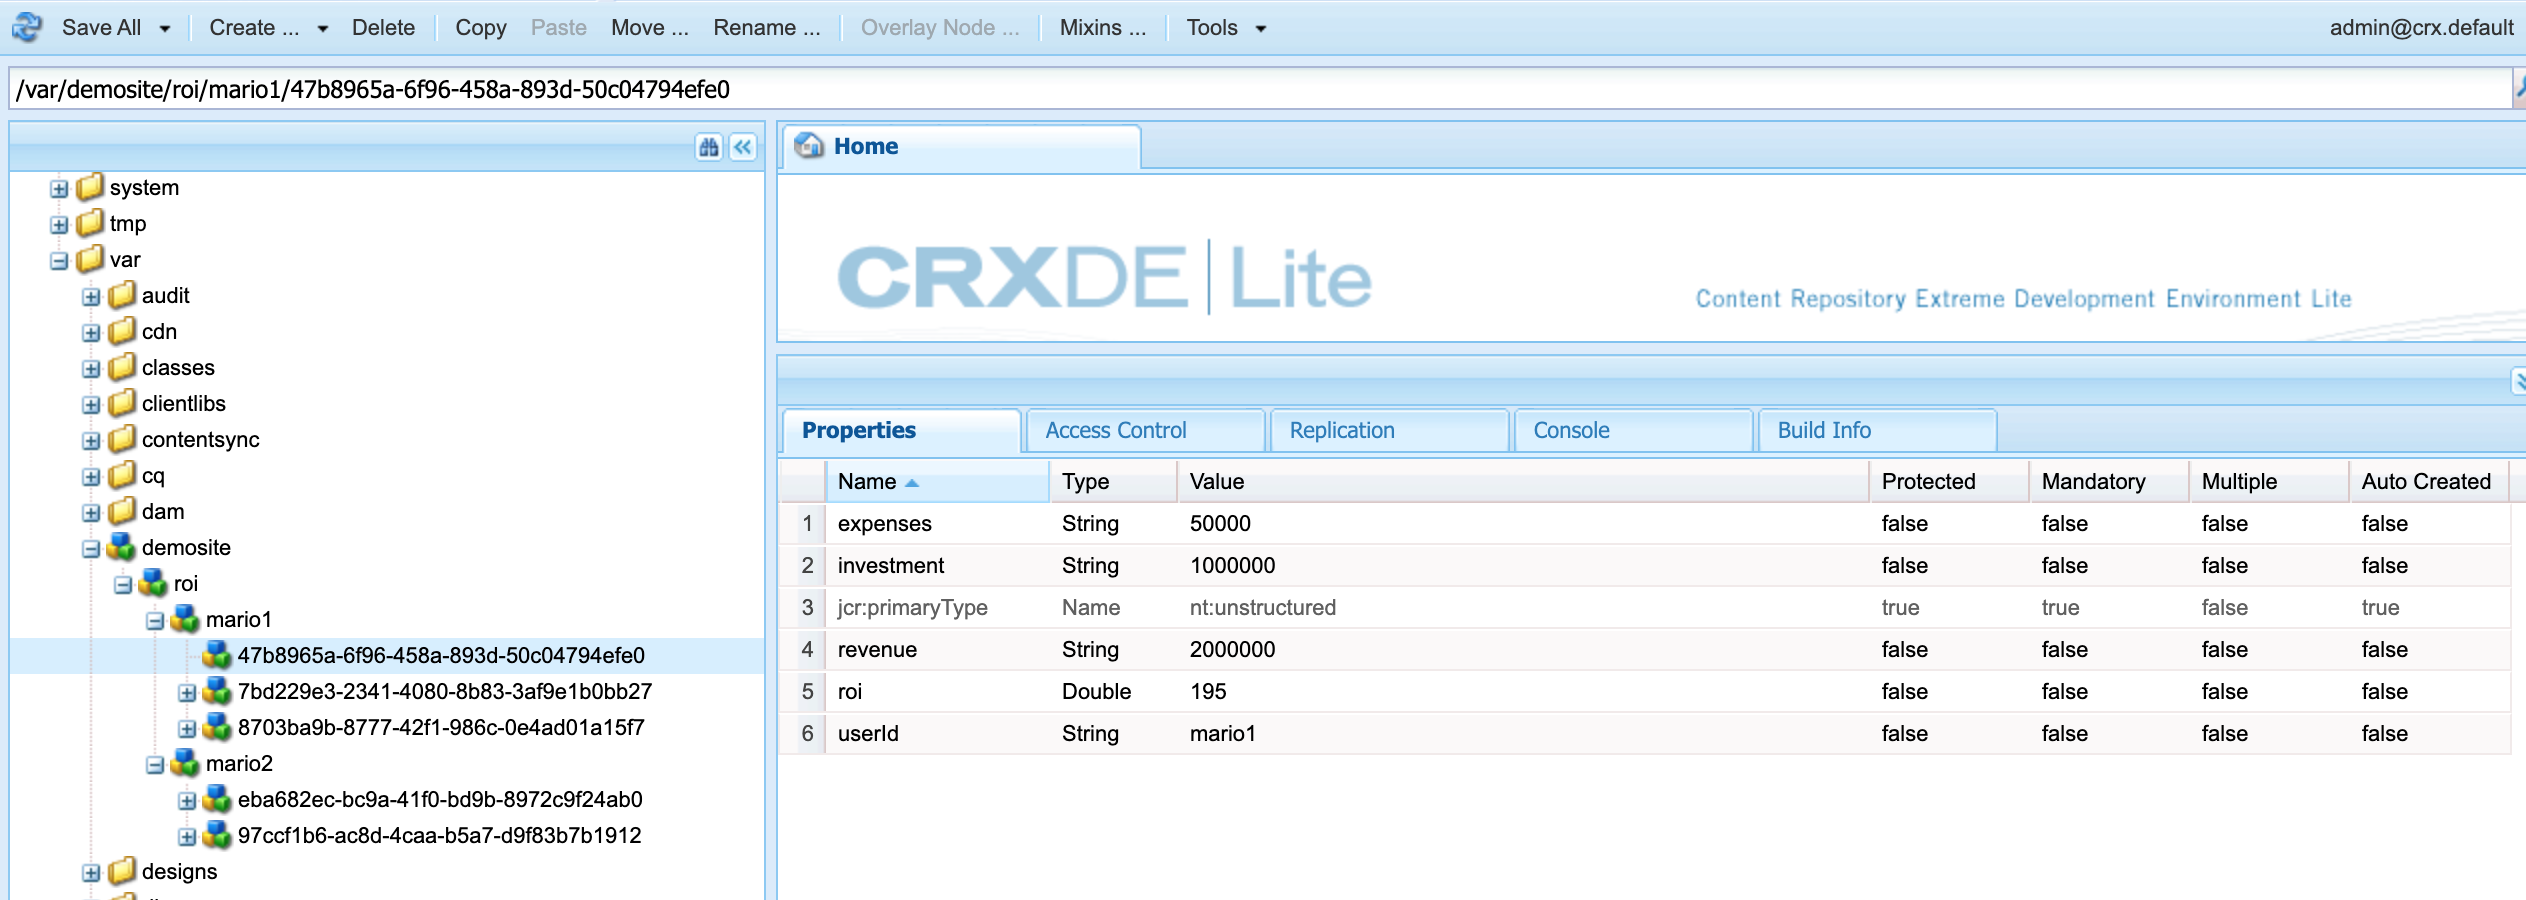 Save All Create ... Delete Copy Paste Move ... Rename ... Overlay Node ... Mixins ... Tools admin@crx.default
/var/demosite/roi/mario1/47b8965a-6f96-458a-893d-50c04794efe0
system
tmp
var
audit
cdn
classes
clientlibs
contentsync
cq
dam
demosite
roi
mario1
47b8965a-6f96-458a-893d-50c04794efe0
7bd229e3-2341-4080-8b83-3af9e1b0bb27
8703ba9b-8777-42f1-986c-0e4ad01a15f7
mario2
eba682ec-bc9a-41f0-bd9b-8972c9f24ab0
97ccf1b6-ac8d-4caa-b5a7-d9f83b7b1912
designs
Home
CRXDE | Lite
Content Repository Extreme Development Environment Lite
Properties Access Control Replication Console Build Info
Name Type Value Protected Mandatory Multiple Auto Created
1 expenses String 50000 false false false false
2 investment String 1000000 false false false false
3 jcr:primaryType Name nt:unstructured true true false true
4 revenue String 2000000 false false false false
5 roi Double 195 false false false false
6 userId String mario1 false false false false